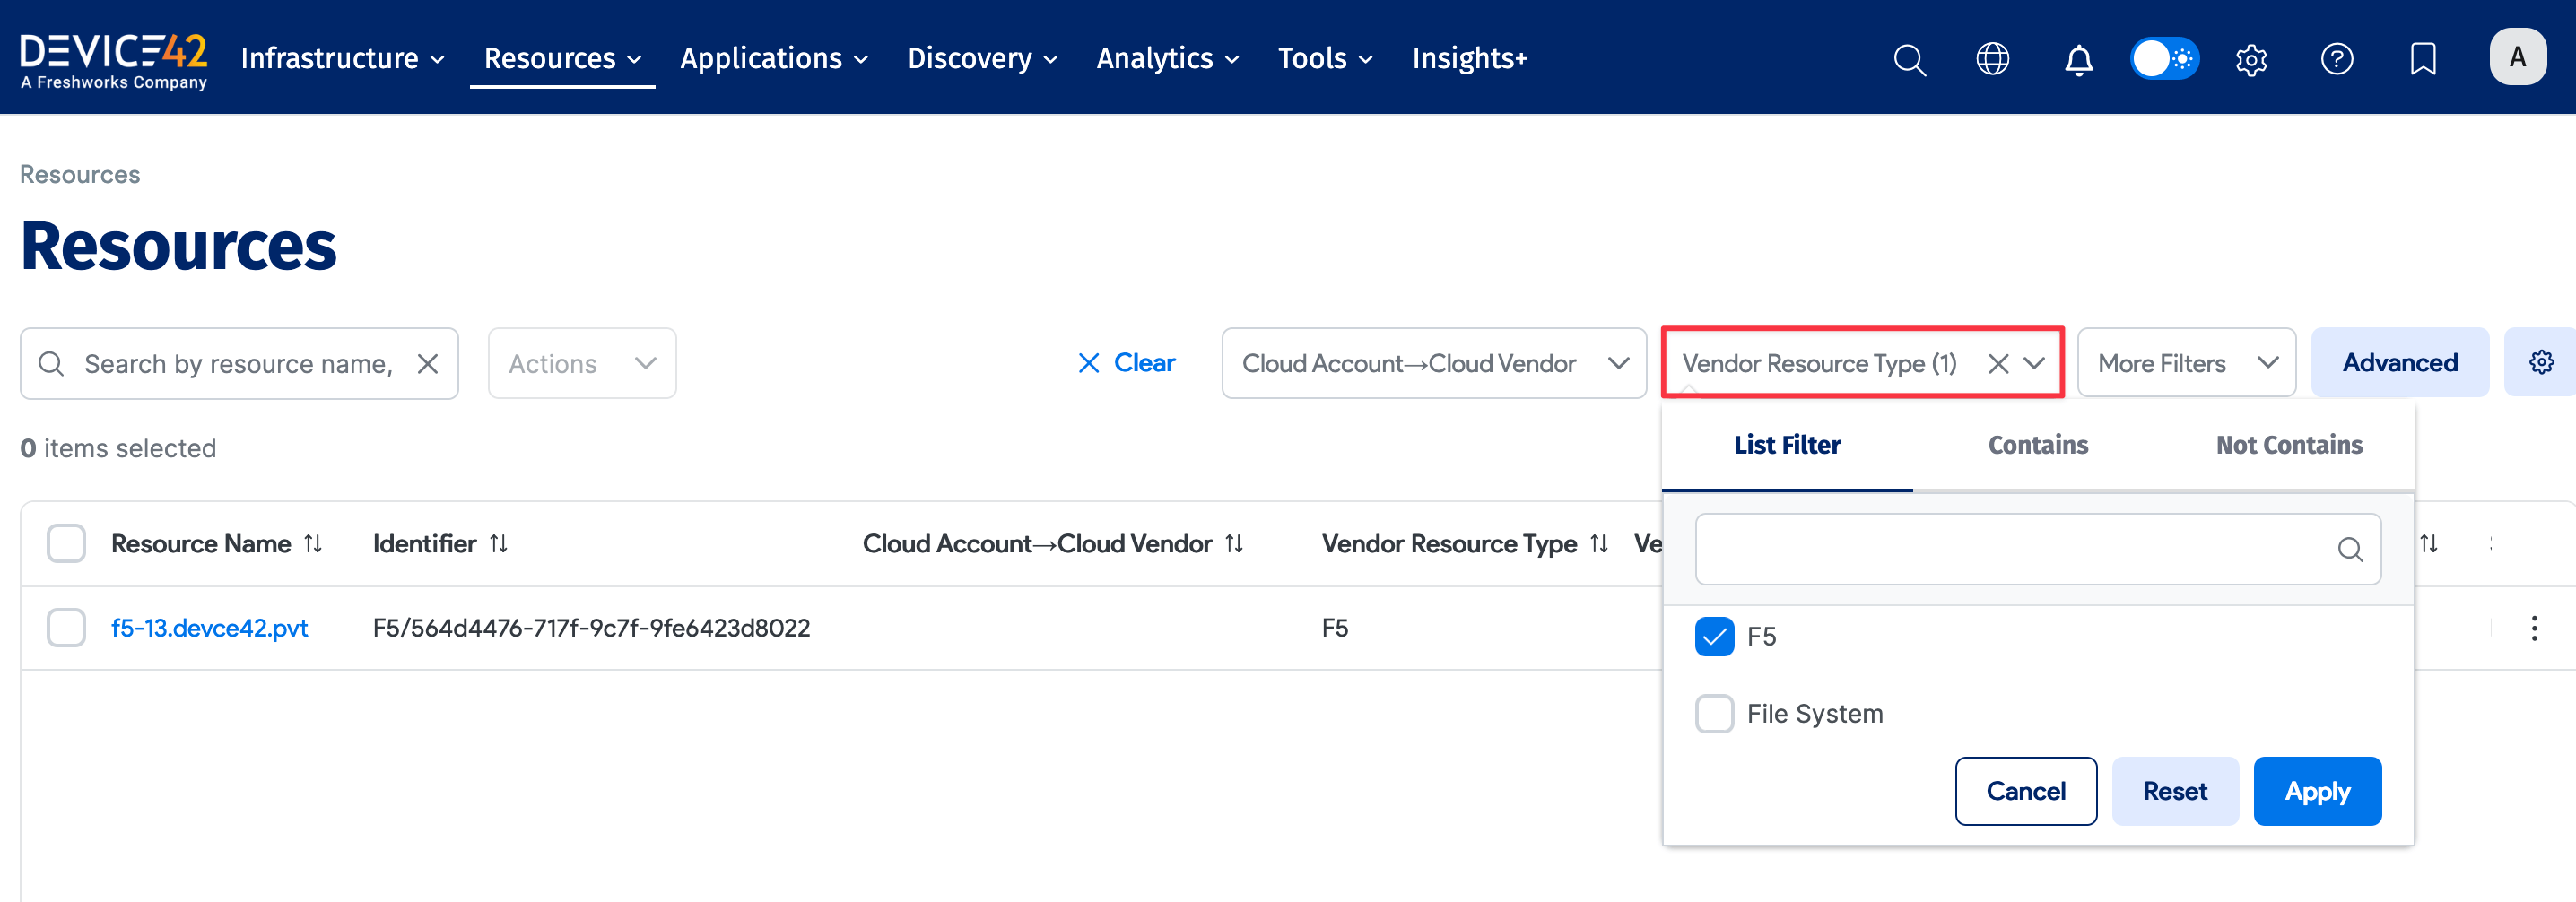 DEVICE42
A Freshworks Company
Infrastructure Resources Applications Discovery Analytics Tools Insights+
A
Resources
Resources
Search by resource name,
Actions
Clear
Cloud Account→Cloud Vendor
Vendor Resource Type (1)
More Filters
Advanced
0 items selected
List Filter Contains Not Contains
Resource Name Identifier Cloud Account→Cloud Vendor Vendor Resource Type Ve
f5-13.devce42.pvt F5/564d4476-717f-9c7f-9fe6423d8022 F5
F5
File System
Cancel Reset Apply